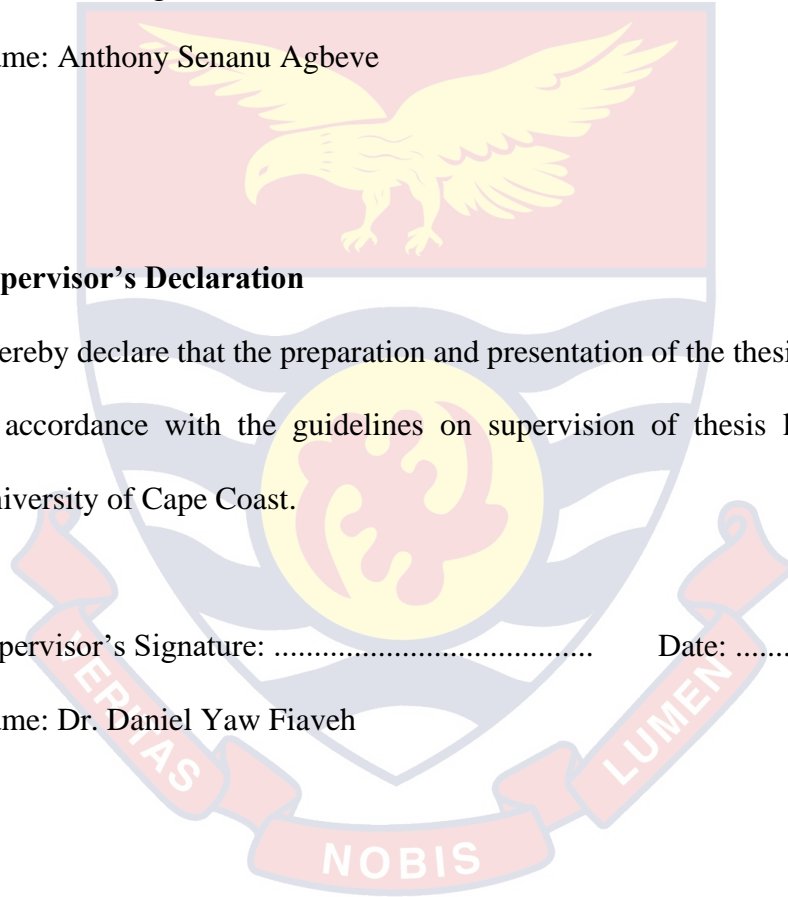 ame: Anthony Senanu Agbeve
pervisor’s Declaration
ereby declare that the preparation and presentation of the thesi
accordance with the guidelines on supervision of thesis l
niversity of Cape Coast.
pervisor’s Signature: ........................................ Date: .......
ame: Dr. Daniel Yaw Fiaveh
VERITAS
NOBIS
LUMEN